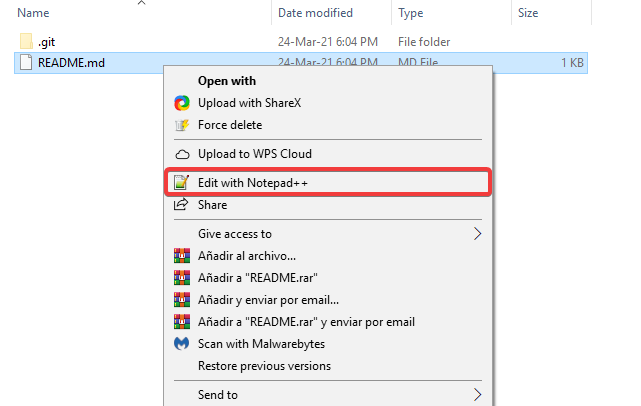 Name Date modified Type Size
.git 24-Mar-21 6:04 PM File folder
README.md 24-Mar-21 6:04 PM MD File 1 KB
Open with
Upload with ShareX
Force delete
Upload to WPS Cloud
Edit with Notepad++
Share
Give access to
Añadir al archivo...
Añadir a "README.rar"
Añadir y enviar por email...
Añadir a "README.rar" y enviar por email
Scan with Malwarebytes
Restore previous versions
Send to